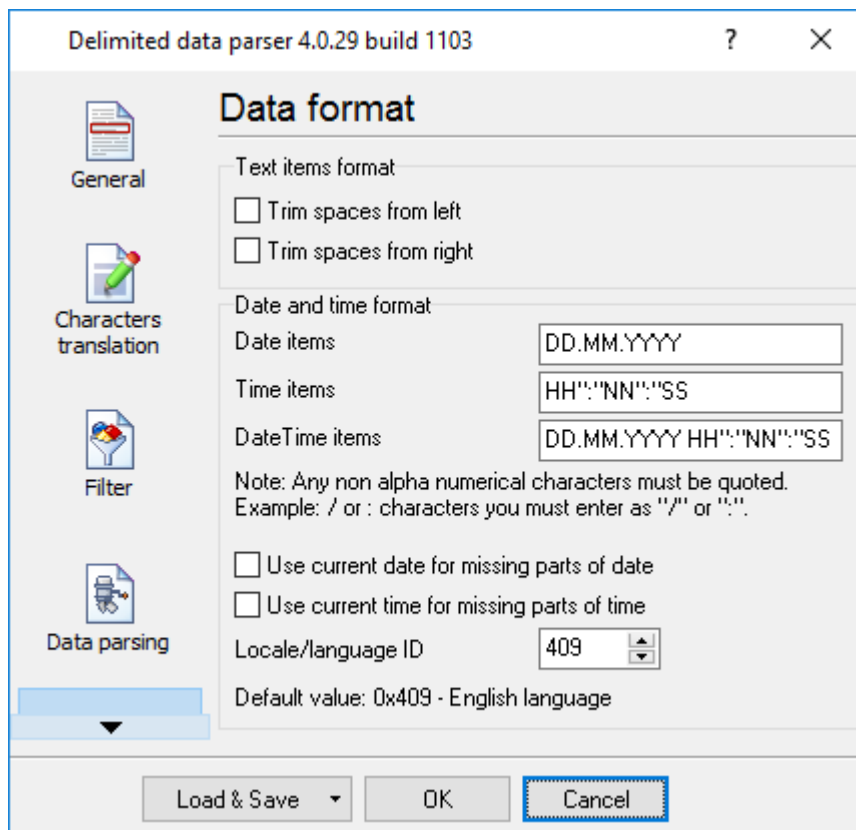 Delimited data parser 4.0.29 build 1103
?
General
Characters
translation
Filter
Data parsing
Data format
Text items format
Trim spaces from left
Trim spaces from right
Date and time format
Date items
DD.MM.YYYY
Time items
HH":"NN":"SS
DateTime items
DD.MM.YYYY HH":"NN":"SS
Note: Any non alpha numerical characters must be quoted.
Example: / or : characters you must enter as "/" or ":".
Use current date for missing parts of date
Use current time for missing parts of time
Locale/language ID
409
Default value: 0x409 - English language
Load & Save
OK
Cancel